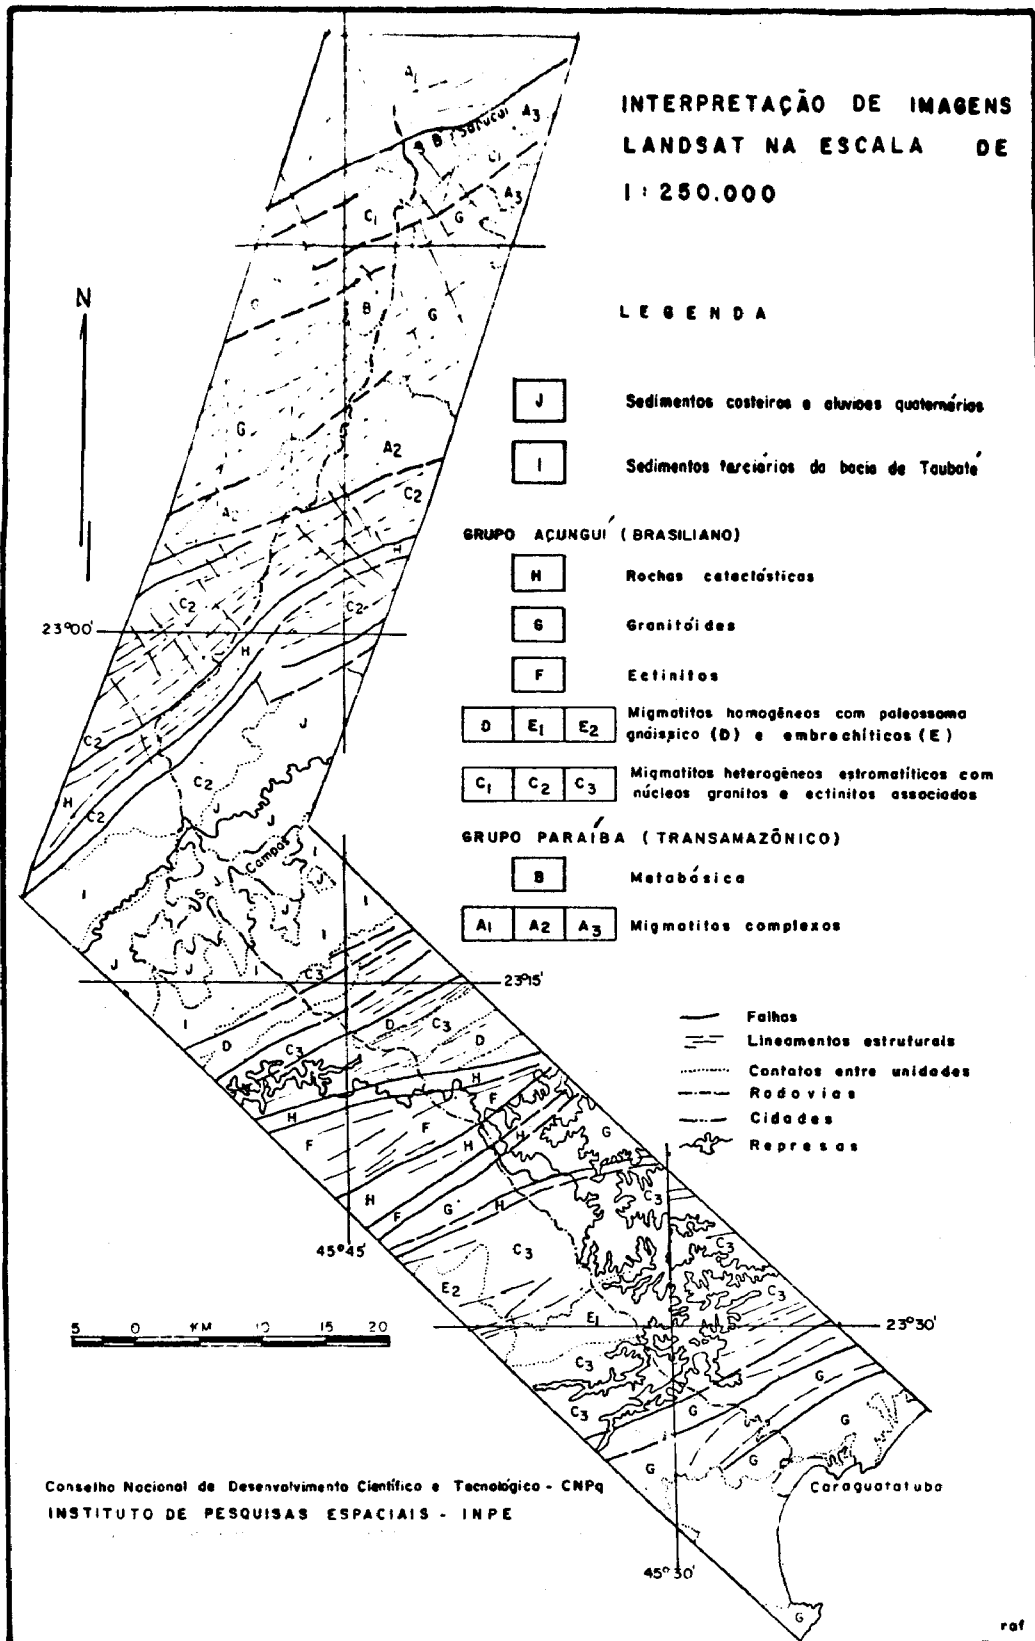 INTERPRETAÇÃO DE IMAGENS
LANDSAT NA ESCALA DE
1:250.000
N
LEGENDA
J Sedimentos costeiros e aluvioes quaternários
I Sedimentos terciários da bacia de Taubaté
GRUPO AÇUNGUÍ (BRASILIANO)
H Rochas cataclásticas
G Granitóides
F Ectinitos
D E1 E2 Migmatitos homogêneos com paleossoma
gnáissico (D) e embrechíticos (E)
C1 C2 C3 Migmatitos heterogêneos estromatíticos com
núcleos granitos e ectinitos associados
GRUPO PARAÍBA (TRANSAMAZÔNICO)
B Metabásica
A1 A2 A3 Migmatitos complexos
Falhas
Lineamentos estruturais
Contatos entre unidades
Rodovias
Cidades
Represas
A1
A3
C1
A3
C1
G
B
G
G
A2
A2
C2
H
C2
C2
23°00'
H
J
C2
C2
H
C2
J
J
Campos
S.
J
I
I
I
J
J
J
I
I
C3
23°15'
I
D
D
C3
D
C3
H
H
F
F
F
H
H
G
H
F
G
H
C3
45°45'
C3
C3
C3
E2
E1
23°30'
C3
C3
G
G
G
G
G
G
5 0 KM 10 15 20
Caraguatatuba
45°30'
G
Conselho Nacional de Desenvolvimento Científico e Tecnológico - CNPq
INSTITUTO DE PESQUISAS ESPACIAIS - INPE
raf